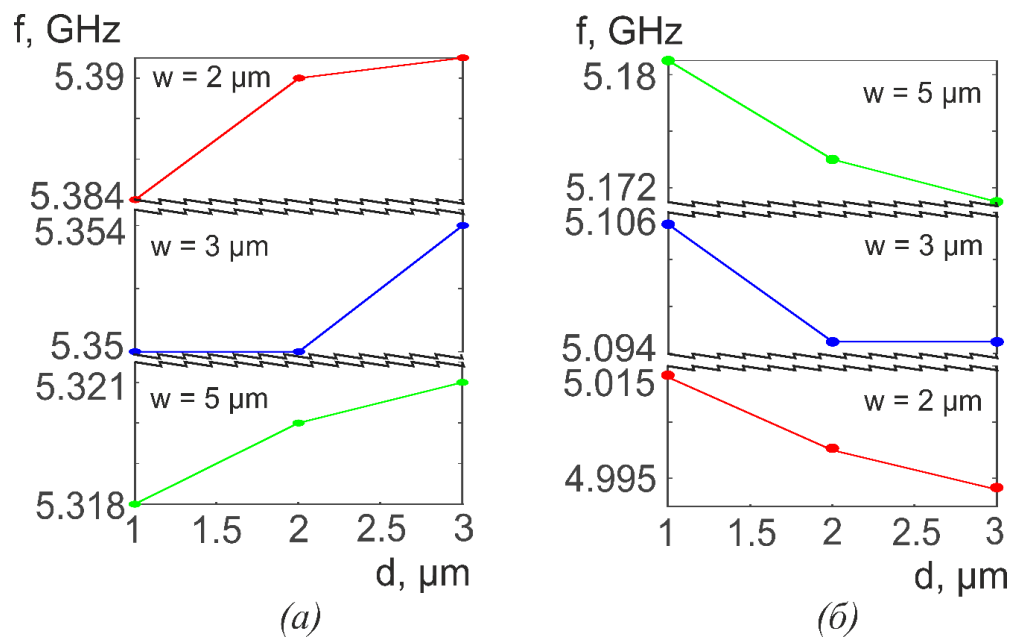 f, GHz
5.39
w = 2 µm
5.384
5.354
w = 3 µm
5.35
5.321
w = 5 µm
5.318
1 1.5 2 2.5 3
d, µm
(а)
f, GHz
5.18
w = 5 µm
5.172
5.106
w = 3 µm
5.094
5.015
w = 2 µm
4.995
1 1.5 2 2.5 3
d, µm
(б)